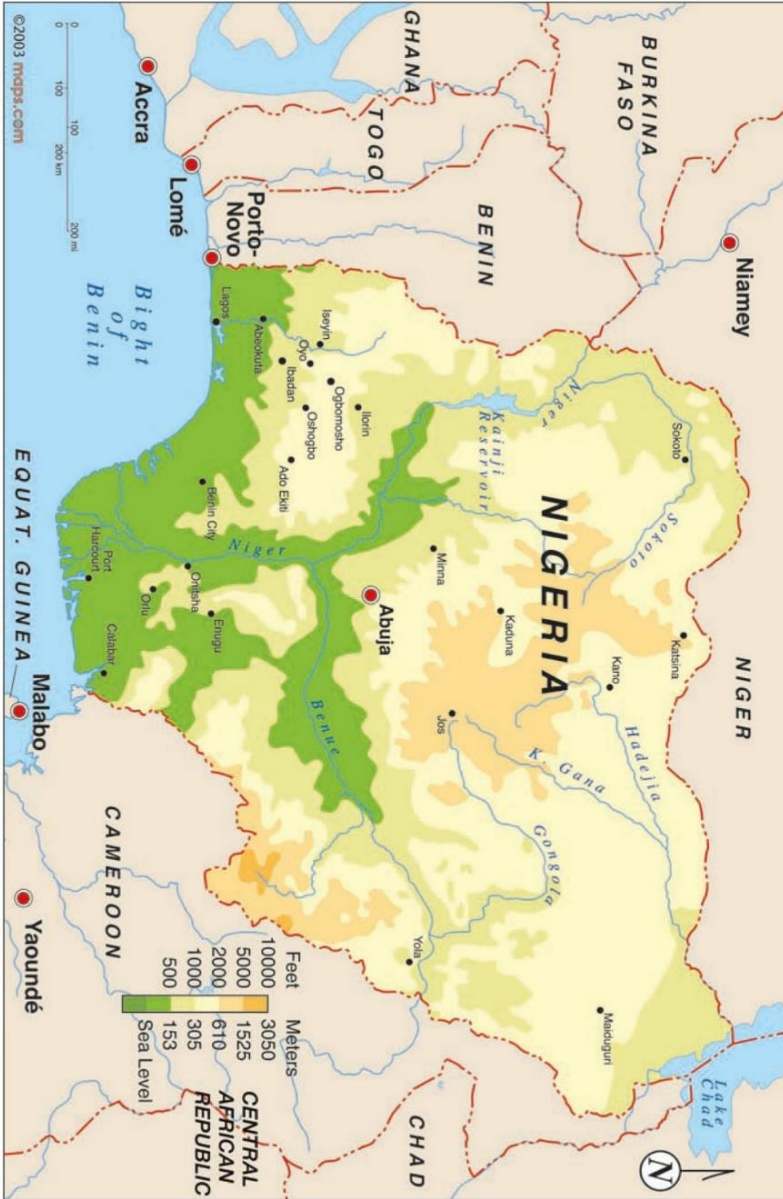 BURKINA
FASO
Niamey
NIGER
GHANA
TOGO
BENIN
NIGERIA
CHAD
Lake
Chad
N
Sokoto
Katsina
Sokoto
Kano
Hadejia
Maiduguri
Niger
Kainji
Reservoir
Kaduna
K. Gana
Jos
Gongola
Minna
Abuja
Yola
Ilorin
Ogbomosho
Iseyin
Oyo
Oshogbo
Ibadan
Ado Ekiti
Abeokuta
Niger
Benue
Porto-
Novo
Lagos
Benin City
Onitsha
Enugu
Orlu
Port
Harcourt
Calabar
Lomé
Accra
Bight
of
Benin
CAMEROON
EQUAT. GUINEA
Malabo
Yaoundé
CENTRAL
AFRICAN
REPUBLIC
Feet Meters
10000 3050
5000 1525
2000 610
1000 305
500 153
Sea Level
0 100 200 mi
0 100 200 km
©2003 maps.com